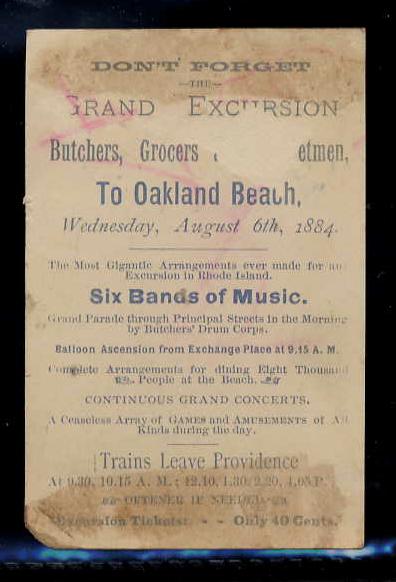 DON'T FORGET
—THE—
GRAND EXCURSION
Butchers, Grocers etmen,
To Oakland Beach,
Wednesday, August 6th, 1884.
The Most Gigantic Arrangements ever made for an
Excursion in Rhode Island.
Six Bands of Music.
Grand Parade through Principal Streets in the Morning
by Butchers' Drum Corps.
Balloon Ascension from Exchange Place at 9,15 A. M.
Complete Arrangements for dining Eight Thousand
People at the Beach.
CONTINUOUS GRAND CONCERTS.
A Ceaseless Array of GAMES and AMUSEMENTS of All
Kinds during the day.
Trains Leave Providence
At 9.30, 10.15 A. M.; 12.10, 1.30, 2.20, 4.05 P.
OFTENER IF NEEDED
Excursion Tickets: - - Only 40 Cents.